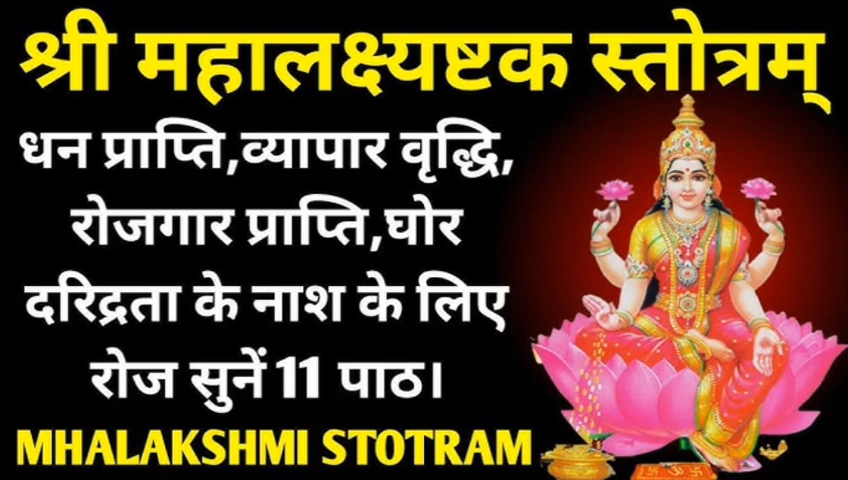 श्री महालक्ष्यष्टक स्तोत्रम्
धन प्राप्ति,व्यापार वृद्धि,
रोजगार प्राप्ति,घोर
दरिद्रता के नाश के लिए
रोज सुनें 11 पाठ।
MHALAKSHMI STOTRAM
ॐ